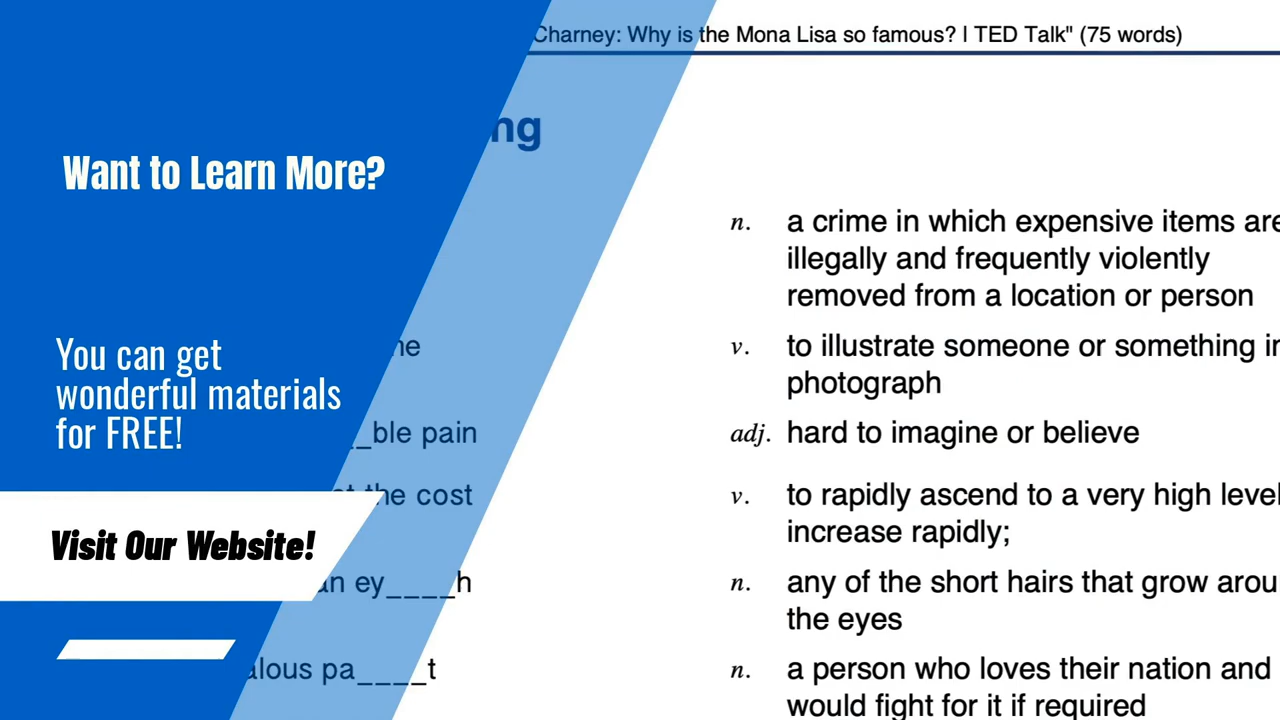 Charney: Why is the Mona Lisa so famous? | TED Talk" (75 words)
Want to Learn More?
You can get
wonderful materials
for FREE!
Visit Our Website!
ng
n. a crime in which expensive items are
illegally and frequently violently
removed from a location or person
ne
v. to illustrate someone or something in
photograph
_ble pain
adj. hard to imagine or believe
the cost
v. to rapidly ascend to a very high level
increase rapidly;
an ey____h
n. any of the short hairs that grow arou
the eyes
alous pa____t
n. a person who loves their nation and
would fight for it if required